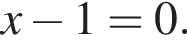 x − 1 = 0.